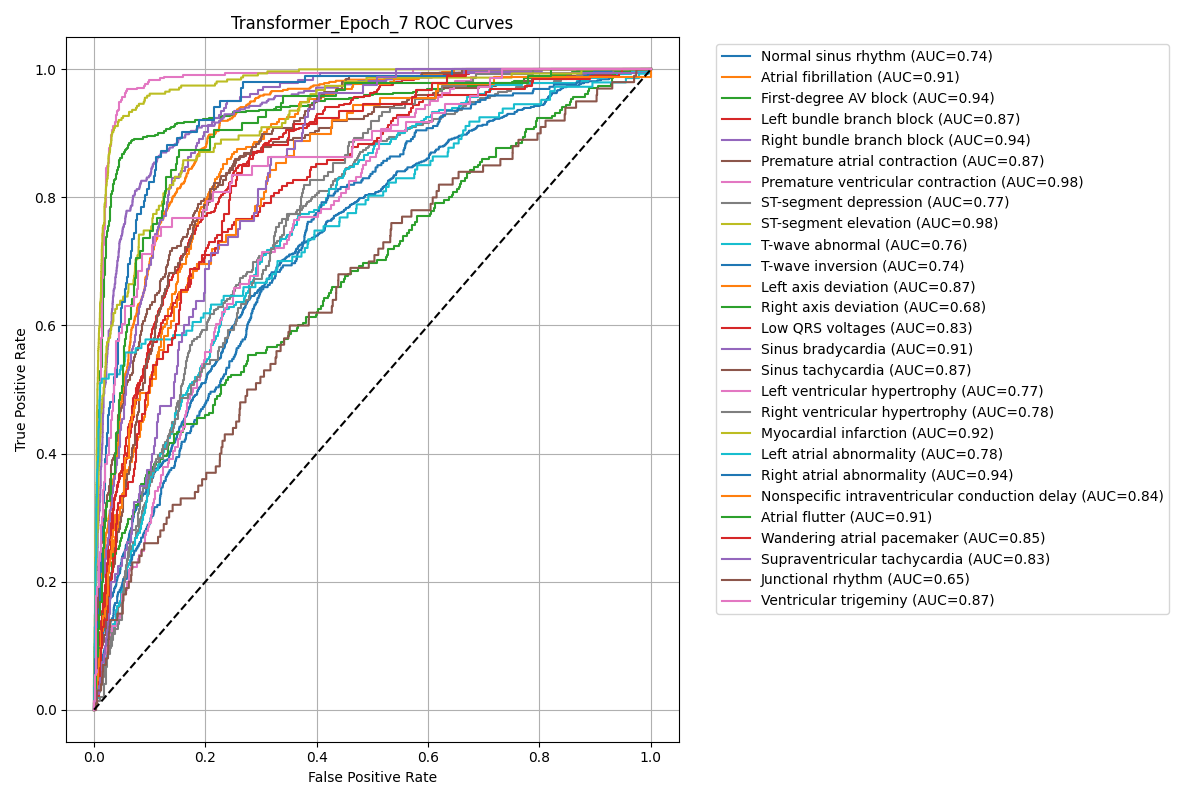 Transformer_Epoch_7 ROC Curves
True Positive Rate
1.0
0.8
0.6
0.4
0.2
0.0
0.0 0.2 0.4 0.6 0.8 1.0
False Positive Rate
Normal sinus rhythm (AUC=0.74)
Atrial fibrillation (AUC=0.91)
First-degree AV block (AUC=0.94)
Left bundle branch block (AUC=0.87)
Right bundle branch block (AUC=0.94)
Premature atrial contraction (AUC=0.87)
Premature ventricular contraction (AUC=0.98)
ST-segment depression (AUC=0.77)
ST-segment elevation (AUC=0.98)
T-wave abnormal (AUC=0.76)
T-wave inversion (AUC=0.74)
Left axis deviation (AUC=0.87)
Right axis deviation (AUC=0.68)
Low QRS voltages (AUC=0.83)
Sinus bradycardia (AUC=0.91)
Sinus tachycardia (AUC=0.87)
Left ventricular hypertrophy (AUC=0.77)
Right ventricular hypertrophy (AUC=0.78)
Myocardial infarction (AUC=0.92)
Left atrial abnormality (AUC=0.78)
Right atrial abnormality (AUC=0.94)
Nonspecific intraventricular conduction delay (AUC=0.84)
Atrial flutter (AUC=0.91)
Wandering atrial pacemaker (AUC=0.85)
Supraventricular tachycardia (AUC=0.83)
Junctional rhythm (AUC=0.65)
Ventricular trigeminy (AUC=0.87)